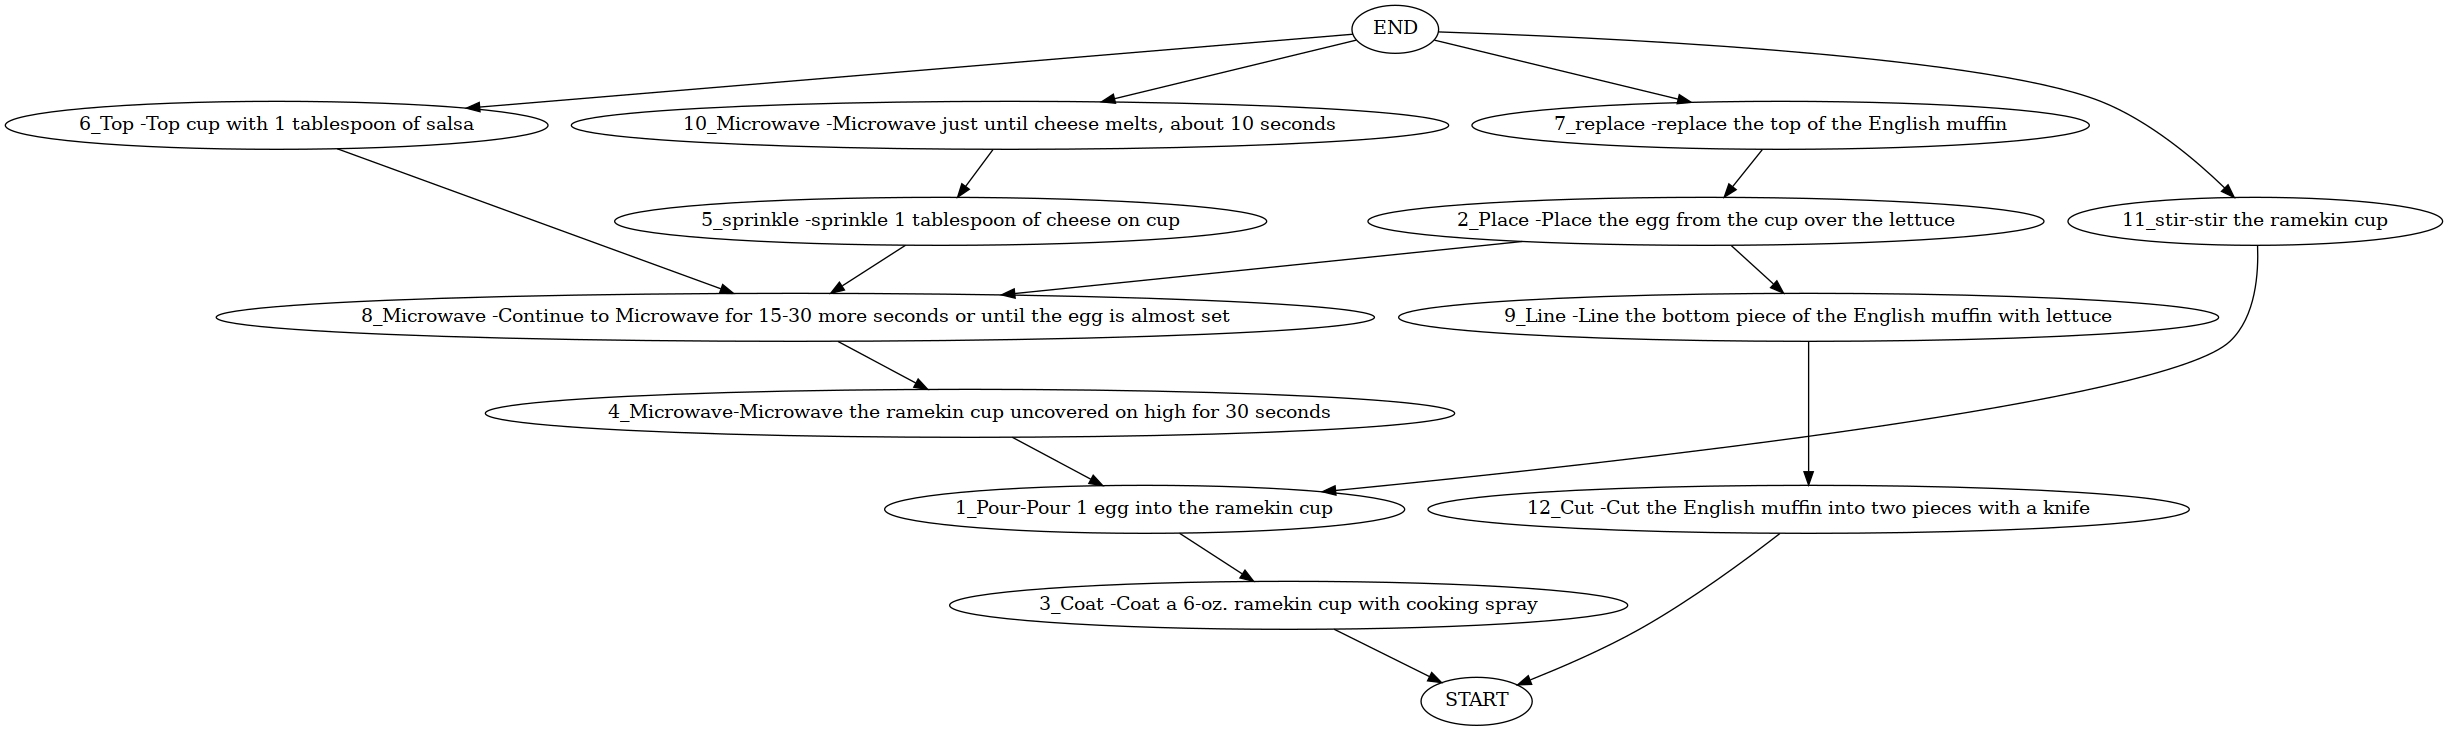 END
6_Top -Top cup with 1 tablespoon of salsa
10_Microwave -Microwave just until cheese melts, about 10 seconds
7_replace -replace the top of the English muffin
5_sprinkle -sprinkle 1 tablespoon of cheese on cup
2_Place -Place the egg from the cup over the lettuce
11_stir-stir the ramekin cup
8_Microwave -Continue to Microwave for 15-30 more seconds or until the egg is almost set
9_Line -Line the bottom piece of the English muffin with lettuce
4_Microwave-Microwave the ramekin cup uncovered on high for 30 seconds
1_Pour-Pour 1 egg into the ramekin cup
12_Cut -Cut the English muffin into two pieces with a knife
3_Coat -Coat a 6-oz. ramekin cup with cooking spray
START